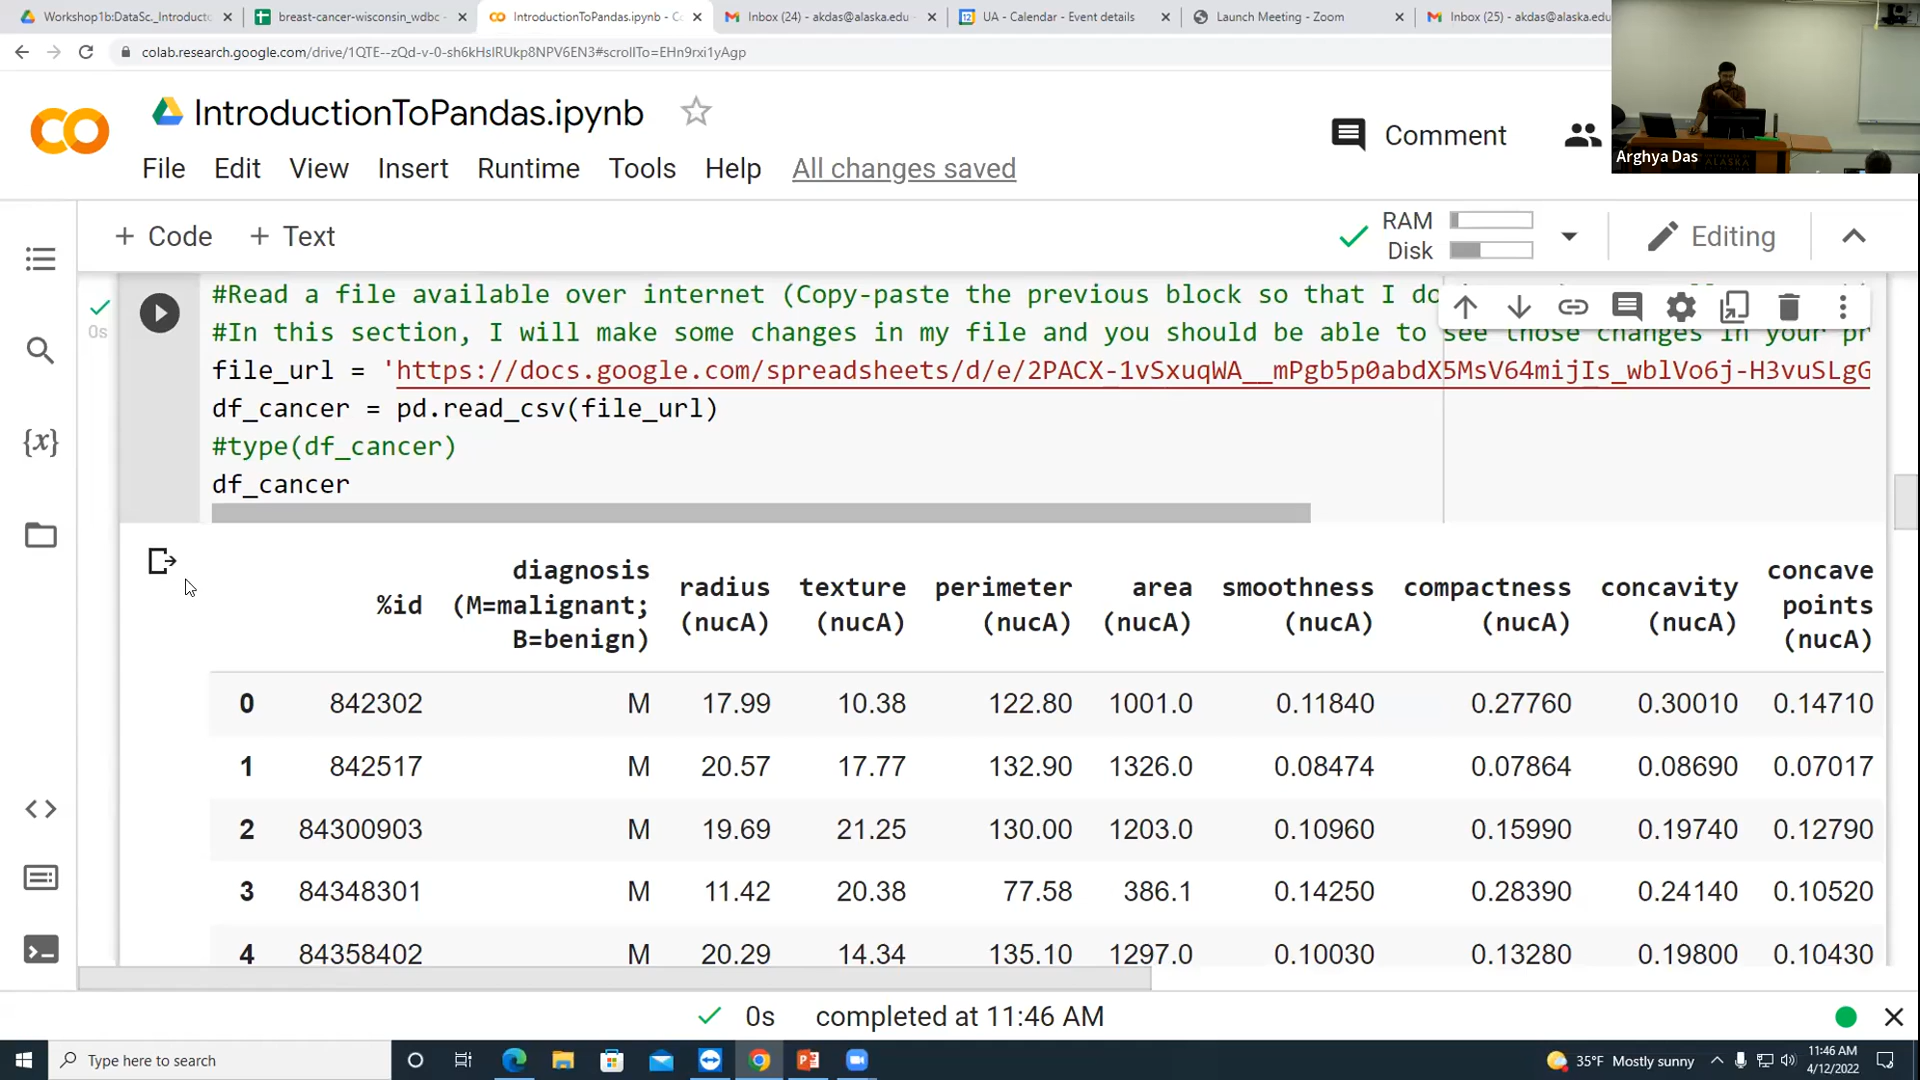 Workshop1b:DataSc._Introducto
breast-cancer-wisconsin_wdbc
IntroductionToPandas.ipynb - Co
Inbox (24) - akdas@alaska.edu
UA - Calendar - Event details
Launch Meeting - Zoom
Inbox (25) - akdas@alaska.edu
colab.research.google.com/drive/1QTE--zQd-v-0-sh6kHslRUkp8NPV6EN3#scrollTo=EHn9rxi1yAgp
IntroductionToPandas.ipynb
Comment
Arghya Das
File Edit View Insert Runtime Tools Help All changes saved
+ Code + Text
RAM
Disk
Editing
#Read a file available over internet (Copy-paste the previous block so that I do
#In this section, I will make some changes in my file and you should be able to see those changes in your pr
file_url = 'https://docs.google.com/spreadsheets/d/e/2PACX-1vSxuqWA__mPgb5p0abdX5MsV64mijIs_wblVo6j-H3vuSLgG
df_cancer = pd.read_csv(file_url)
#type(df_cancer)
df_cancer
0s
%id
diagnosis
(M=malignant;
B=benign)
radius
(nucA)
texture
(nucA)
perimeter
(nucA)
area
(nucA)
smoothness
(nucA)
compactness
(nucA)
concavity
(nucA)
concave
points
(nucA)
0 842302 M 17.99 10.38 122.80 1001.0 0.11840 0.27760 0.30010 0.14710
1 842517 M 20.57 17.77 132.90 1326.0 0.08474 0.07864 0.08690 0.07017
2 84300903 M 19.69 21.25 130.00 1203.0 0.10960 0.15990 0.19740 0.12790
3 84348301 M 11.42 20.38 77.58 386.1 0.14250 0.28390 0.24140 0.10520
4 84358402 M 20.29 14.34 135.10 1297.0 0.10030 0.13280 0.19800 0.10430
0s completed at 11:46 AM
Type here to search
35°F Mostly sunny
11:46 AM
4/12/2022